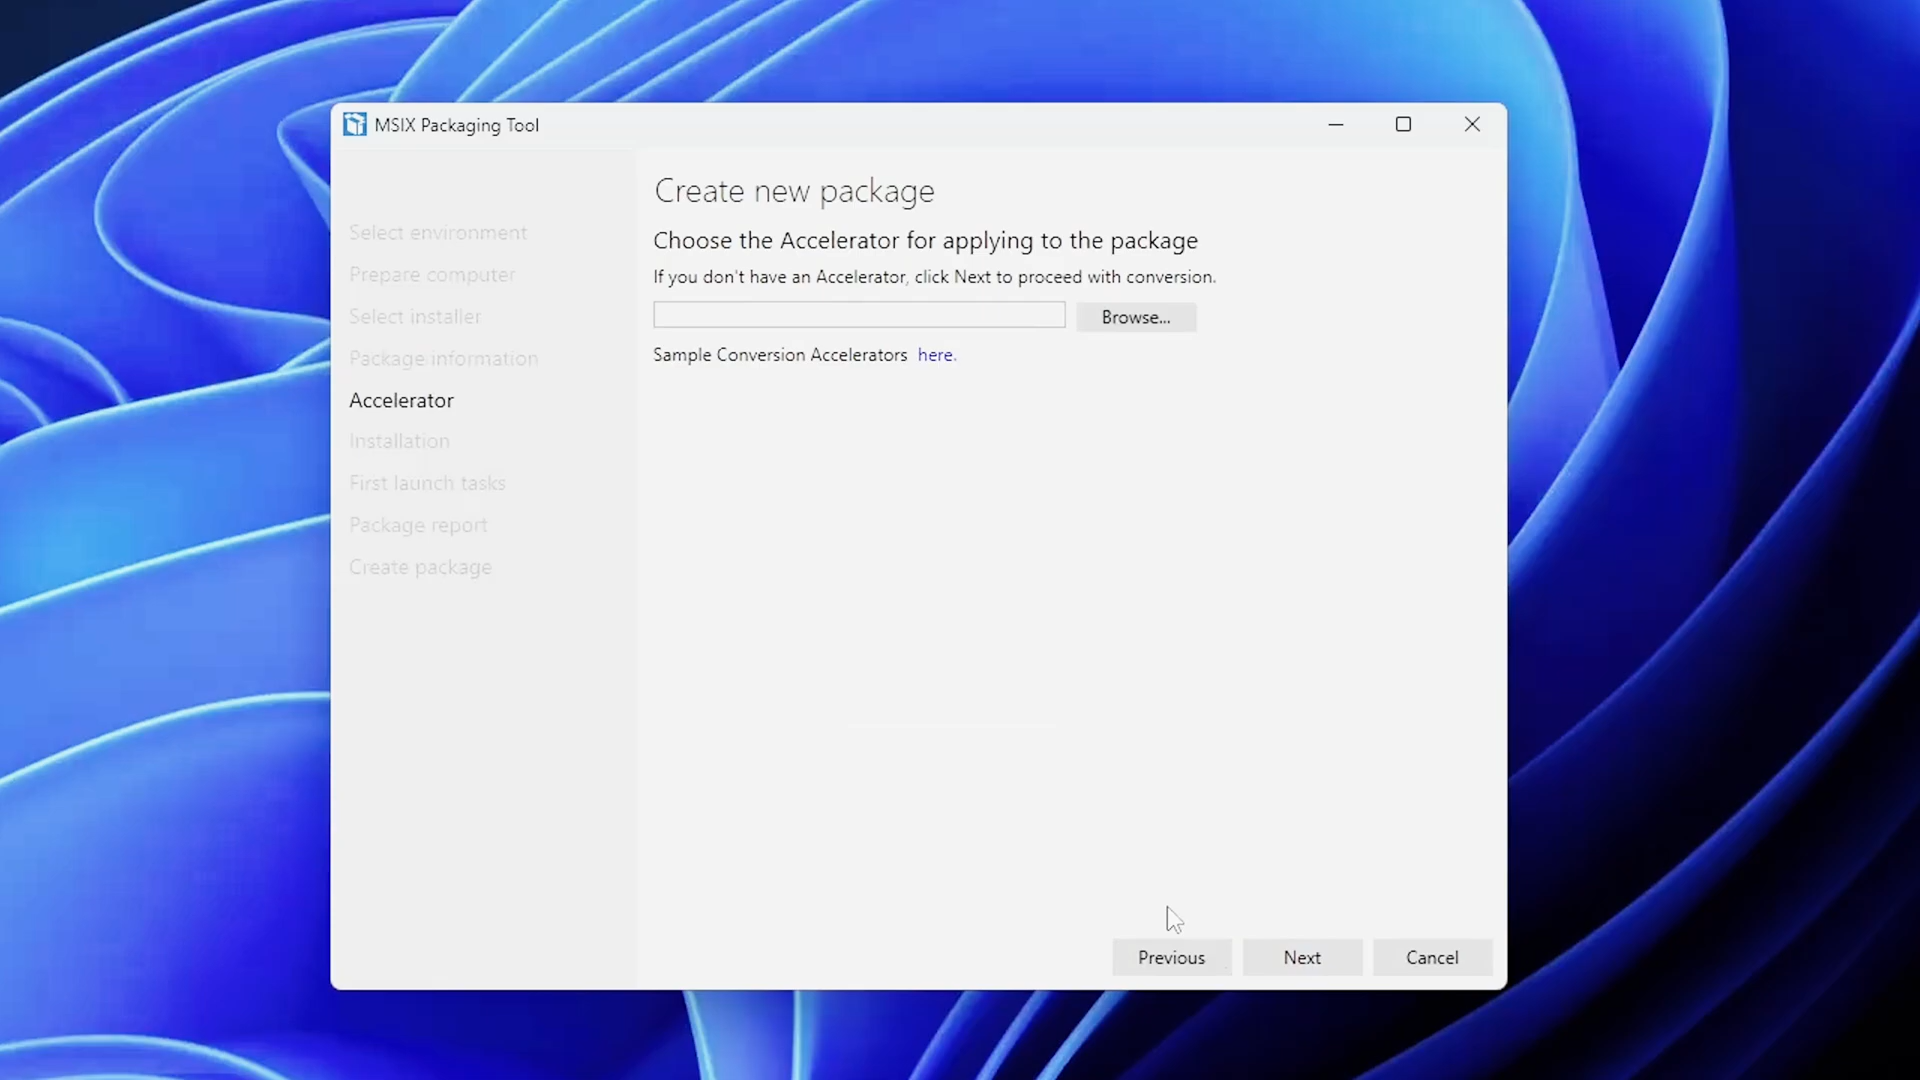 MSIX Packaging Tool
Select environment
Prepare computer
Select installer
Package information
Accelerator
Installation
First launch tasks
Package report
Create package
Create new package
Choose the Accelerator for applying to the package
If you don't have an Accelerator, click Next to proceed with conversion.
Browse...
Sample Conversion Accelerators here.
Previous
Next
Cancel